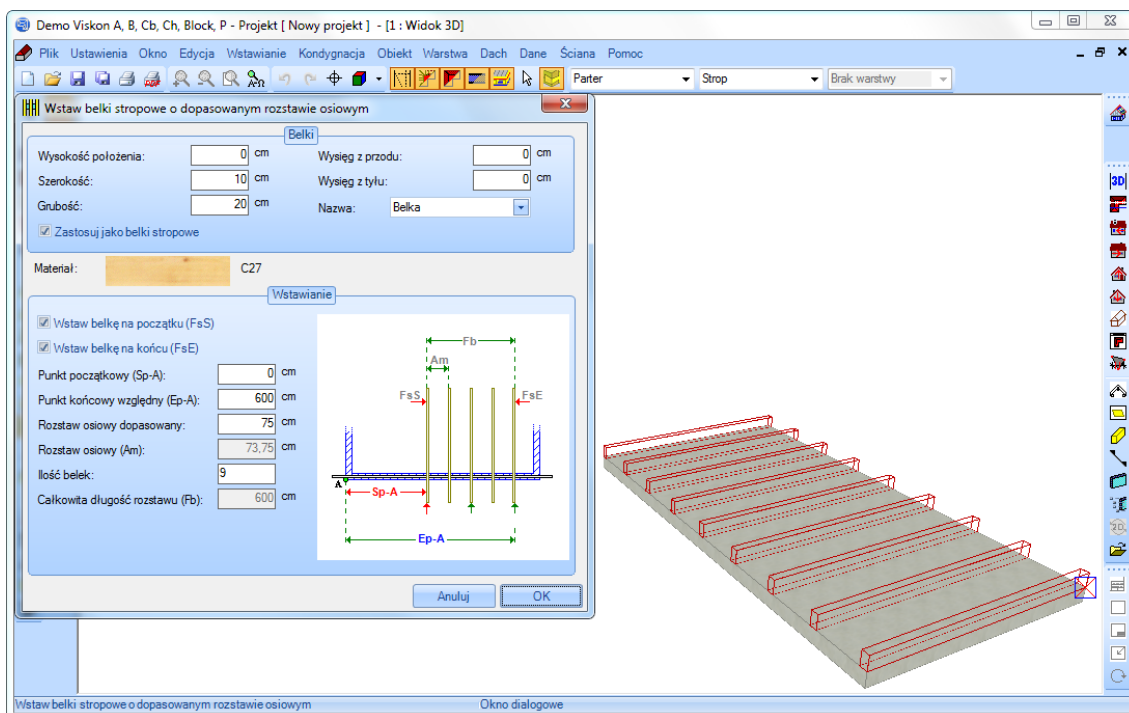 Demo Viskon A, B, Cb, Ch, Block, P - Projekt [ Nowy projekt ] - [1 : Widok 3D]
Plik Ustawienia Okno Edycja Wstawianie Kondygnacja Obiekt Warstwa Dach Dane Ściana Pomoc
Parter Strop Brak warstwy
Wstaw belki stropowe o dopasowanym rozstawie osiowym
Belki
Wysokość położenia: 0 cm Wysięg z przodu: 0 cm
Szerokość: 10 cm Wysięg z tyłu: 0 cm
Grubość: 20 cm Nazwa: Belka
Zastosuj jako belki stropowe
Materiał: C27
Wstawianie
Wstaw belkę na początku (FsS)
Wstaw belkę na końcu (FsE)
Punkt początkowy (Sp-A): 0 cm
Punkt końcowy względny (Ep-A): 600 cm
Rozstaw osiowy dopasowany: 75 cm
Rozstaw osiowy (Am): 73,75 cm
Ilość belek: 9
Całkowita długość rozstawu (Fb): 600 cm
Fb
Am
FsS FsE
A
Sp-A
Ep-A
Anuluj OK
3D
2D
Wstaw belki stropowe o dopasowanym rozstawie osiowym Okno dialogowe